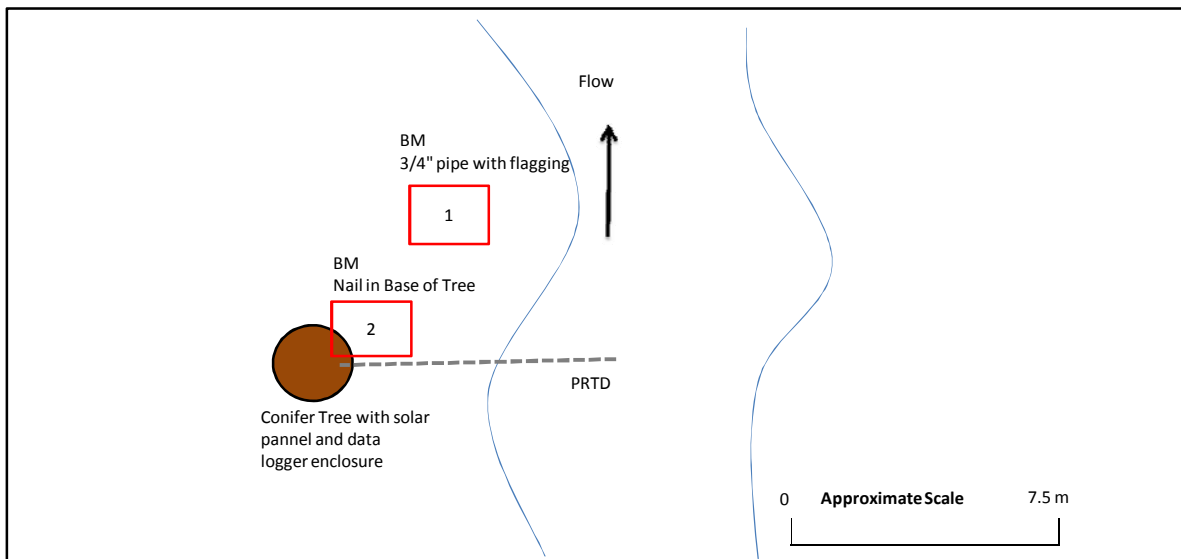 Flow
BM
3/4" pipe with flagging
1
BM
Nail in Base of Tree
2
PRTD
Conifer Tree with solar
pannel and data
logger enclosure
0 Approximate Scale 7.5 m